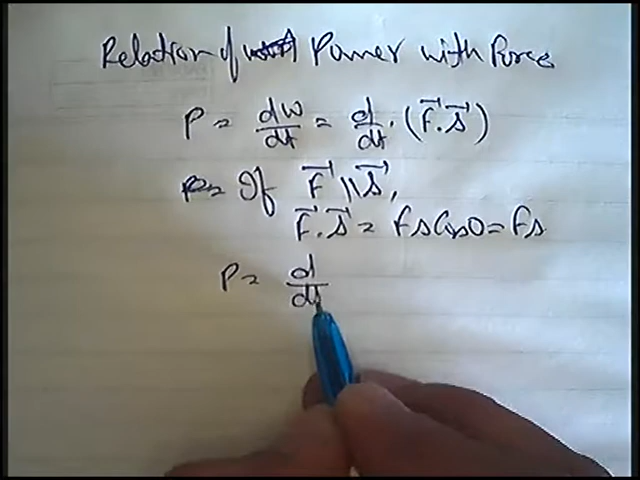 Relation of Power with Force
P = dW/dt = d/dt · (F⃗.s⃗)
If F⃗ ∥ s⃗,
F⃗.s⃗ = Fs Cos0 = Fs
P = d/dt